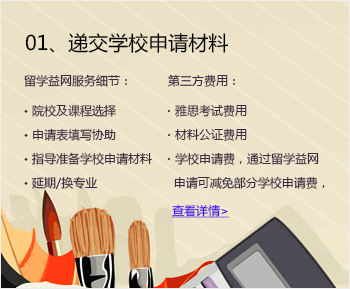 01、递交学校申请材料
留学益网服务细节：
· 院校及课程选择
· 申请表填写协助
· 指导准备学校申请材料
· 延期/换专业
第三方费用：
· 雅思考试费用
· 材料公证费用
· 学校申请费，通过留学益网
申请可减免部分学校申请费，
查看详情>